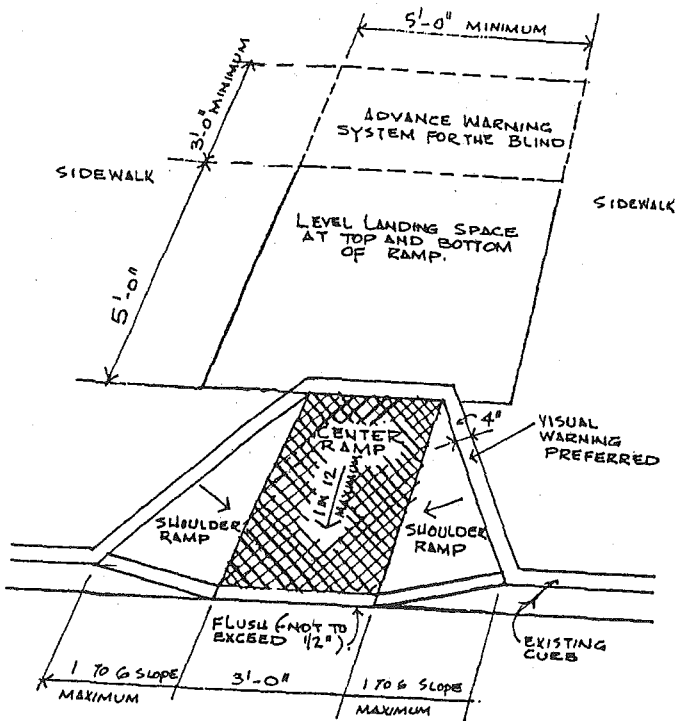 5'-0" MINIMUM
3'-0" MINIMUM
ADVANCE WARNING
SYSTEM FOR THE BLIND
SIDEWALK
SIDEWALK
LEVEL LANDING SPACE
AT TOP AND BOTTOM
OF RAMP.
5'-0"
4"
VISUAL
WARNING
PREFERRED
CENTER
RAMP
1 IN 12
MAXIMUM
SHOULDER
RAMP
SHOULDER
RAMP
FLUSH (NOT TO
EXCEED 1/2")
EXISTING
CURB
1 TO 6 SLOPE
MAXIMUM
3'-0"
1 TO 6 SLOPE
MAXIMUM